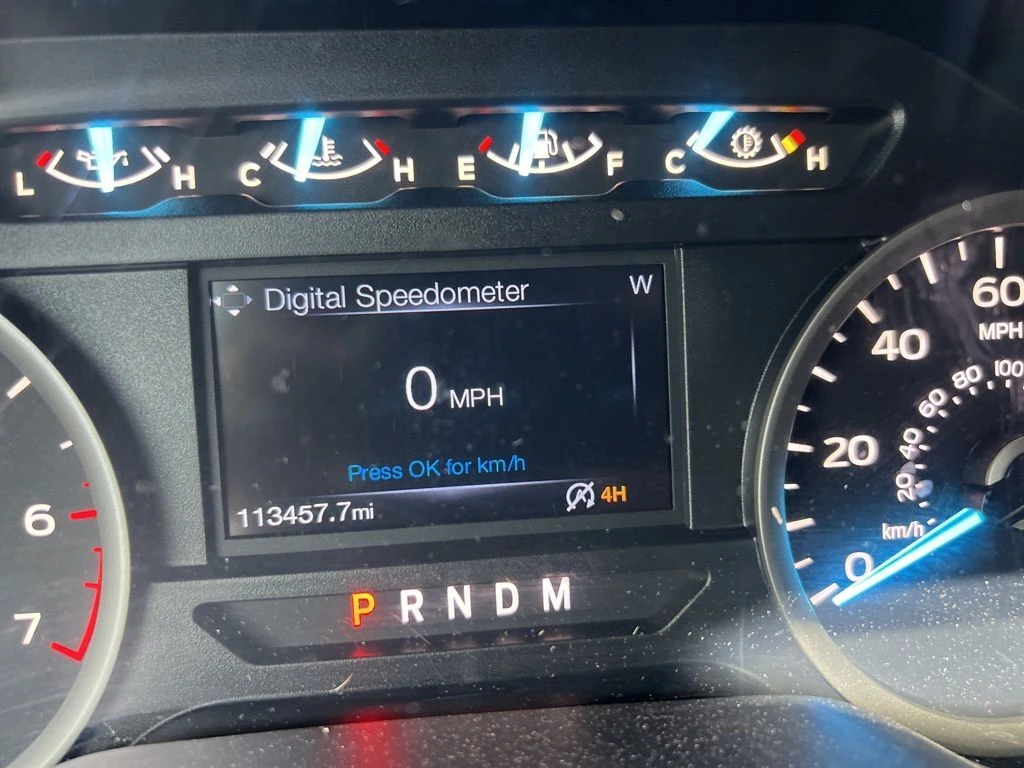 L H C H E F C H
Digital Speedometer W
0 MPH
Press OK for km/h
113457.7mi 4H
P R N D M
6
7
60
MPH
40
20
0
100
80
60
40
20
km/h